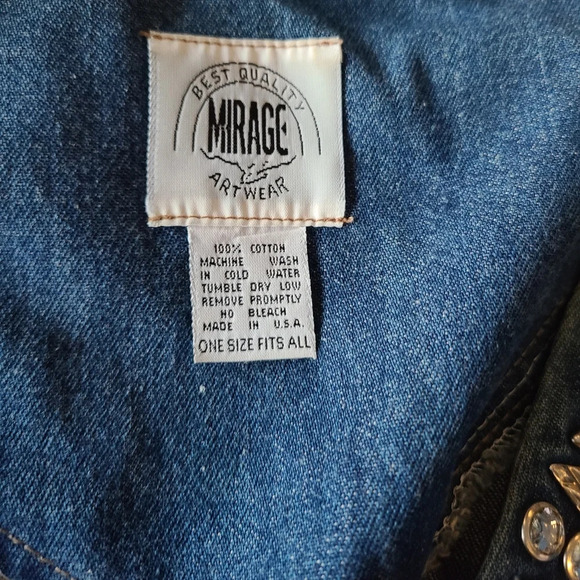 BEST QUALITY
MIRAGE
ARTWEAR
100% COTTON
MACHINE WASH
IN COLD WATER
TUMBLE DRY LOW
REMOVE PROMPTLY
NO BLEACH
MADE IN U.S.A.
ONE SIZE FITS ALL